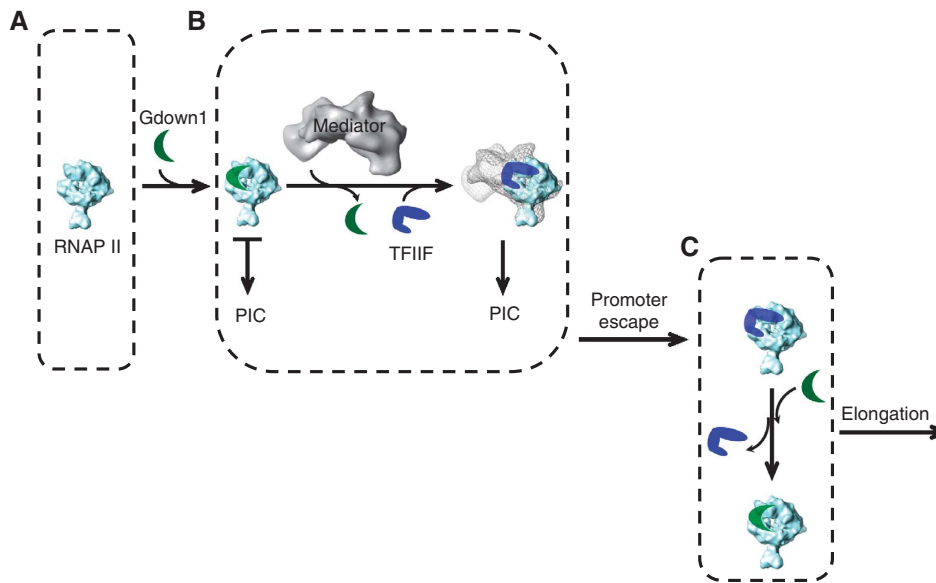 A
B
Gdown1
Mediator
RNAP II
TFIIF
PIC
PIC
Promoter
escape
C
Elongation